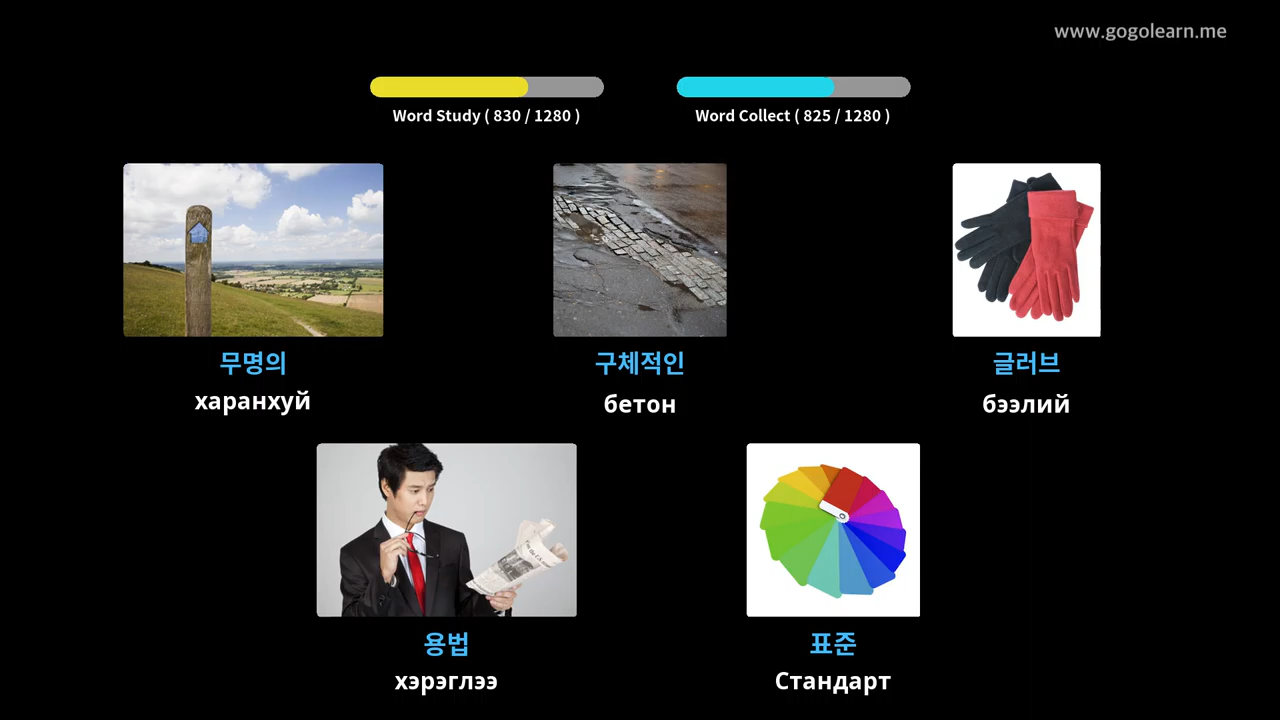 www.gogolearn.me
Word Study ( 830 / 1280 )
Word Collect ( 825 / 1280 )
무명의
구체적인
글러브
харанхуй
бетон
бээлий
용법
표준
хэрэглээ
Стандарт